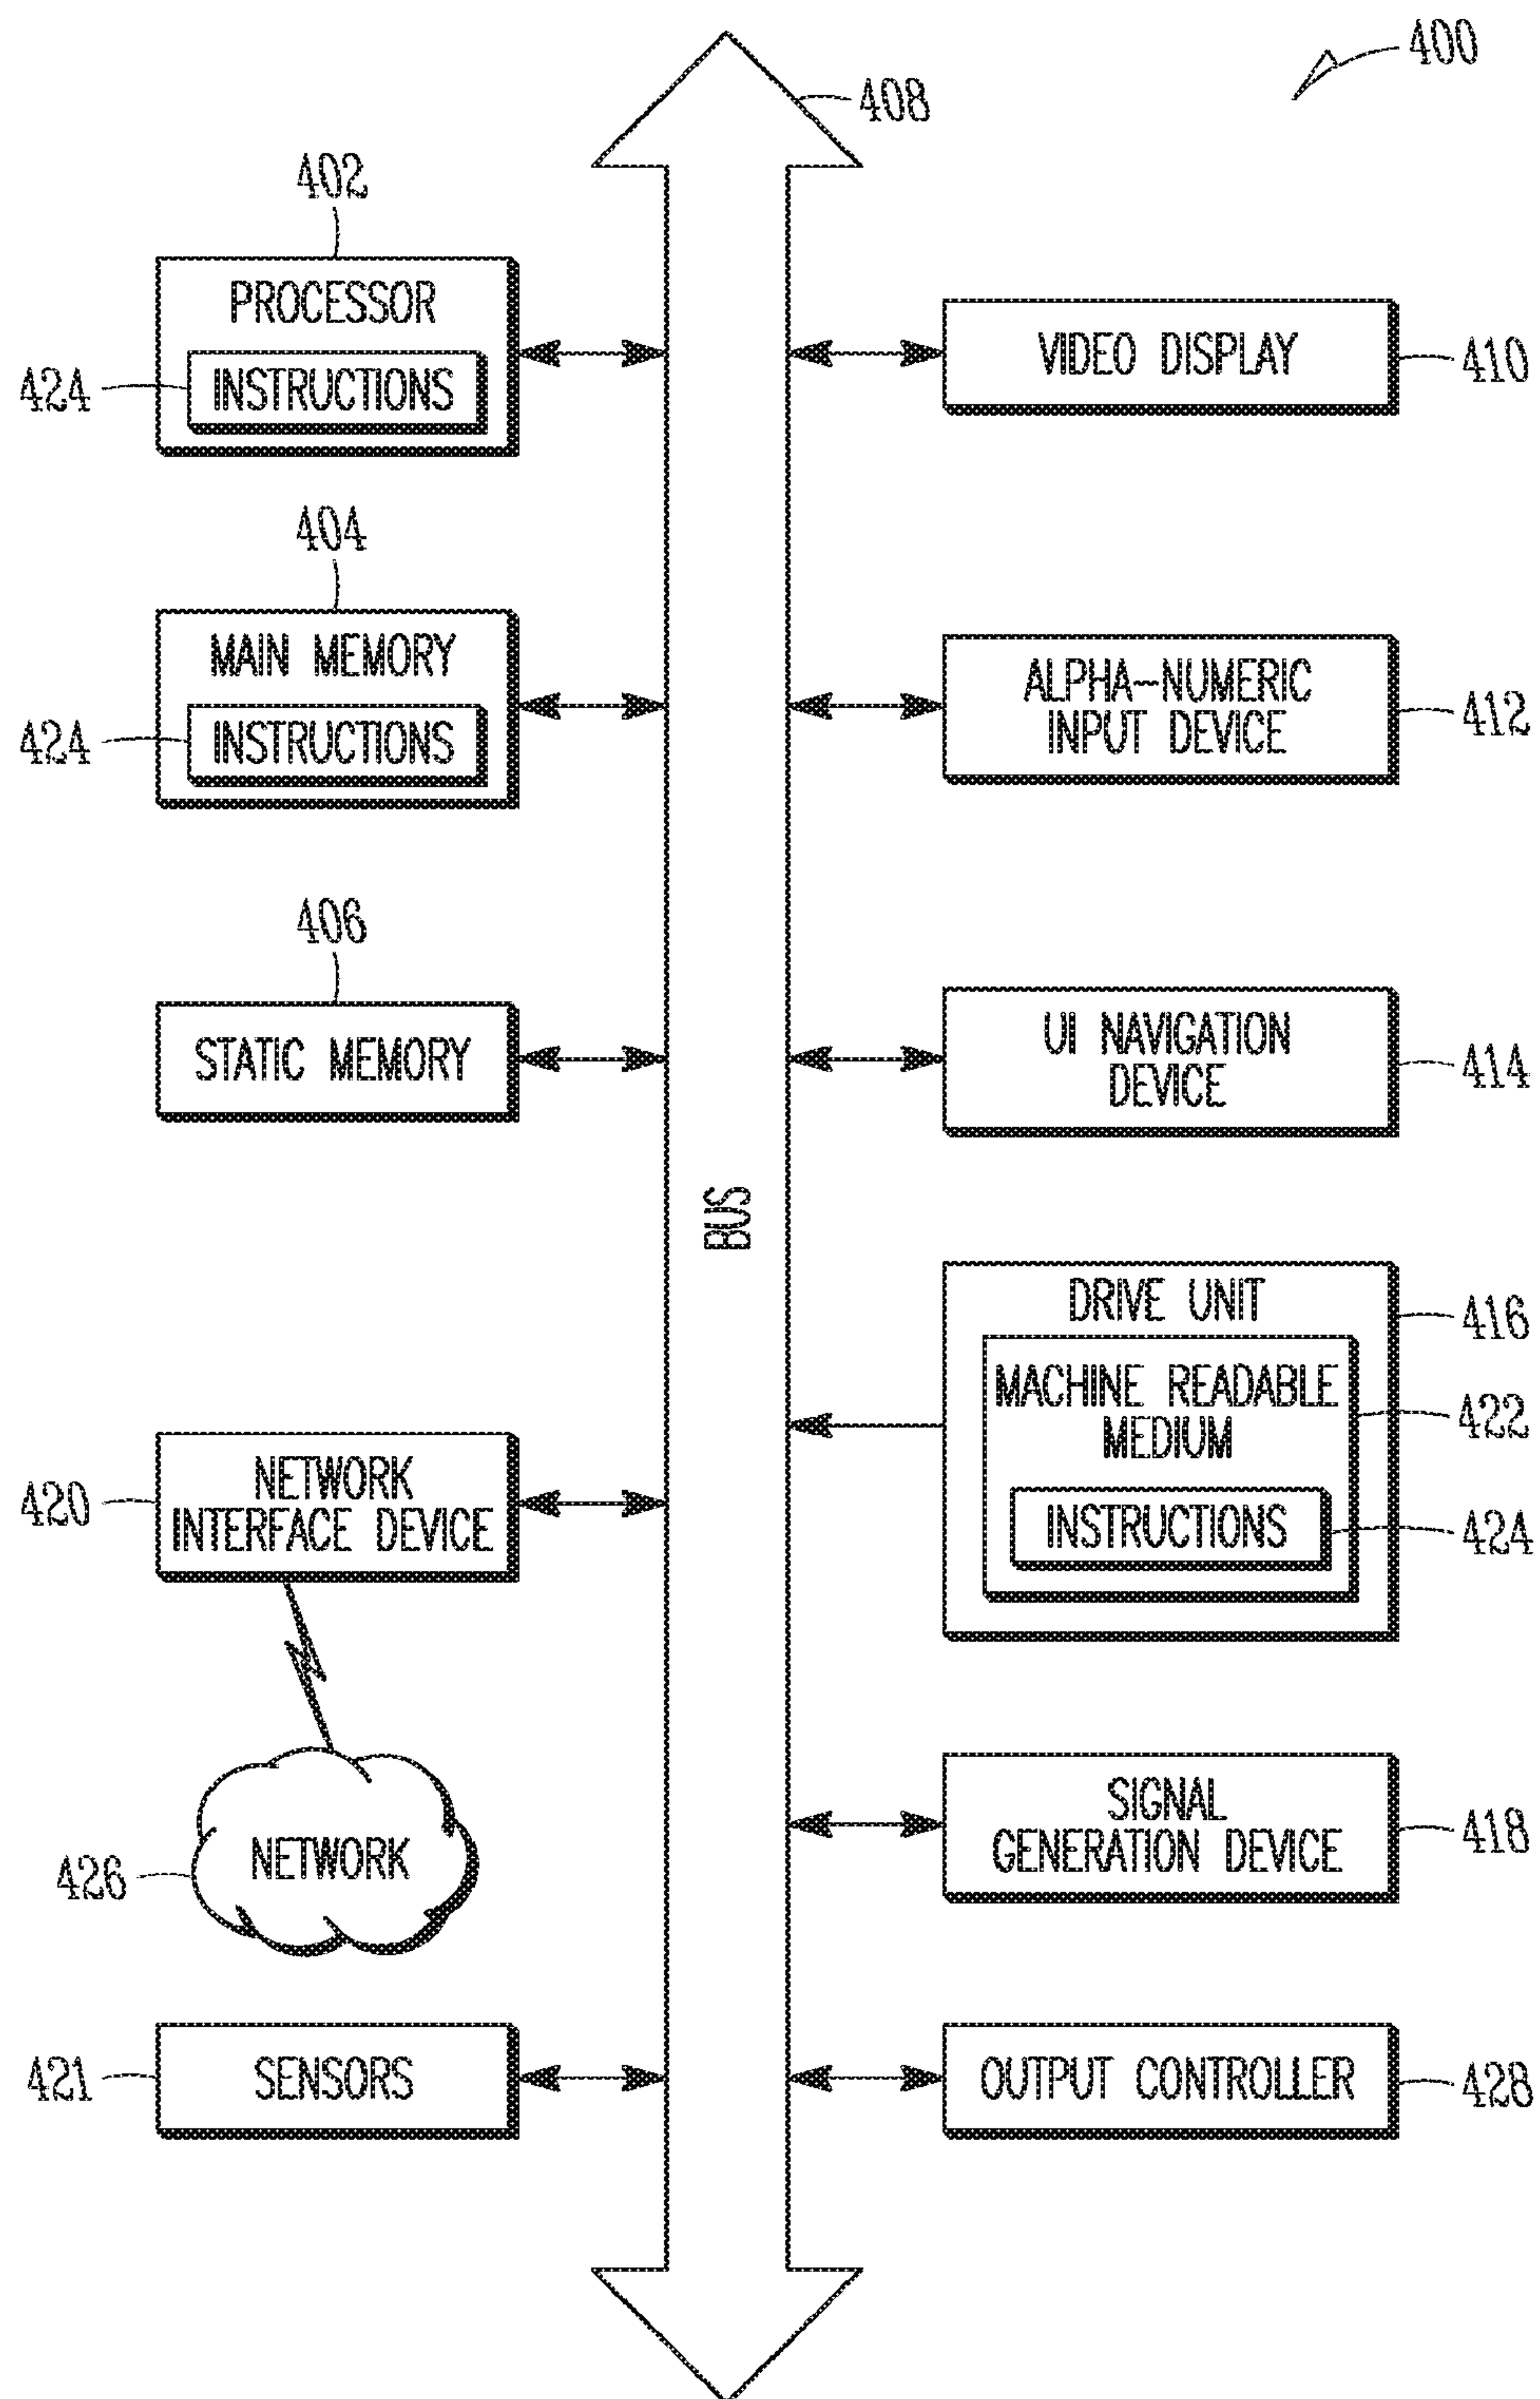 400
408
402
PROCESSOR
424
INSTRUCTIONS
VIDEO DISPLAY
410
404
MAIN MEMORY
424
INSTRUCTIONS
ALPHA-NUMERIC
INPUT DEVICE
412
406
STATIC MEMORY
UI NAVIGATION
DEVICE
414
BUS
DRIVE UNIT
416
MACHINE READABLE
MEDIUM
422
INSTRUCTIONS
424
420
NETWORK
INTERFACE DEVICE
SIGNAL
GENERATION DEVICE
418
426
NETWORK
421
SENSORS
OUTPUT CONTROLLER
428